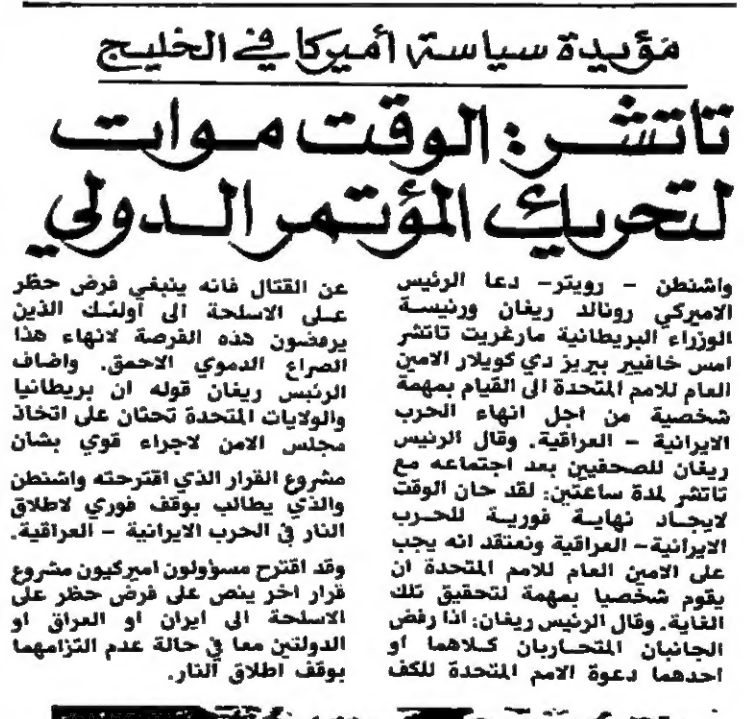 مؤيدة سياسة أميركا في الخليج
تاتشر: الوقت موات
لتحريك المؤتمر الدولي
واشنطن – رويتر– دعا الرئيس
الاميركي رونالد ريغان ورئيسة
الوزراء البريطانية مارغريت تاتشر
امس خافيير بيريز دي كويلار الامين
العام للامم المتحدة الى القيام بمهمة
شخصية من اجل انهاء الحرب
الايرانية – العراقية. وقال الرئيس
ريغان للصحفيين بعد اجتماعه مع
تاتشر لمدة ساعتين: لقد حان الوقت
لايجاد نهاية فورية للحرب
الايرانية– العراقية ونعتقد انه يجب
على الامين العام للامم المتحدة ان
يقوم شخصيا بمهمة لتحقيق تلك
الغاية. وقال الرئيس ريغان: اذا رفض
الجانبان المتحاربان كلاهما او
احدهما دعوة الامم المتحدة للكف
عن القتال فانه ينبغي فرض حظر
على الاسلحة الى اولئك الذين
يرفضون هذه الفرصة لانهاء هذا
الصراع الدموي الاحمق. واضاف
الرئيس ريغان قوله ان بريطانيا
والولايات المتحدة تحثان على اتخاذ
مجلس الامن لاجراء قوي بشان
مشروع القرار الذي اقترحته واشنطن
والذي يطالب بوقف فوري لاطلاق
النار في الحرب الايرانية – العراقية.
وقد اقترح مسؤولون اميركيون مشروع
قرار اخر ينص على فرض حظر على
الاسلحة الى ايران او العراق او
الدولتين معا في حالة عدم التزامهما
بوقف اطلاق النار.